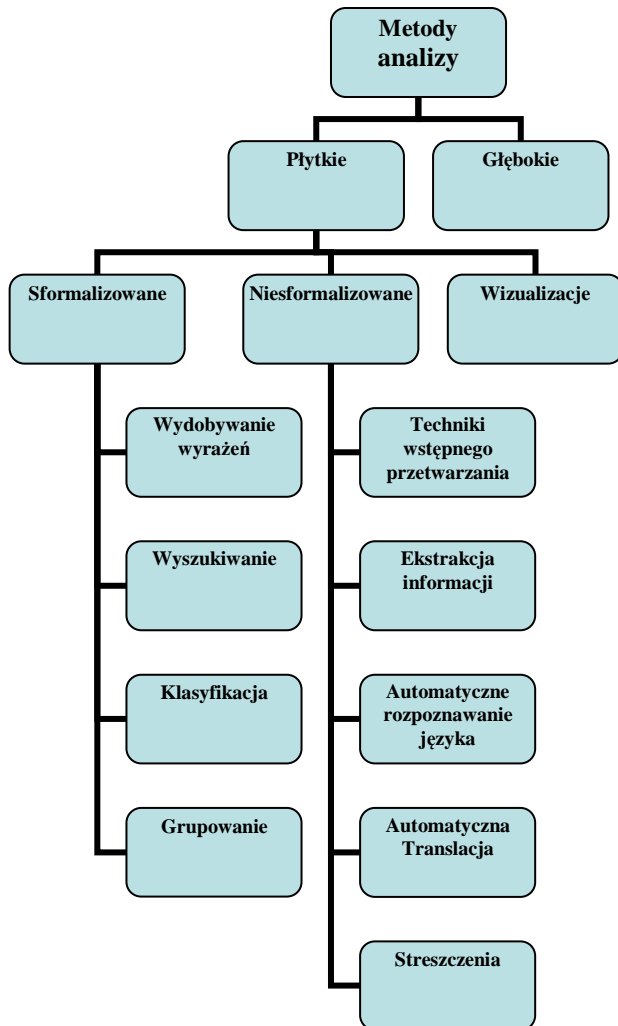 Metody
analizy
Płytkie
Głębokie
Sformalizowane
Niesformalizowane
Wizualizacje
Wydobywanie
wyrażeń
Techniki
wstępnego
przetwarzania
Wyszukiwanie
Ekstrakcja
informacji
Klasyfikacja
Automatyczne
rozpoznawanie
języka
Grupowanie
Automatyczna
Translacja
Streszczenia